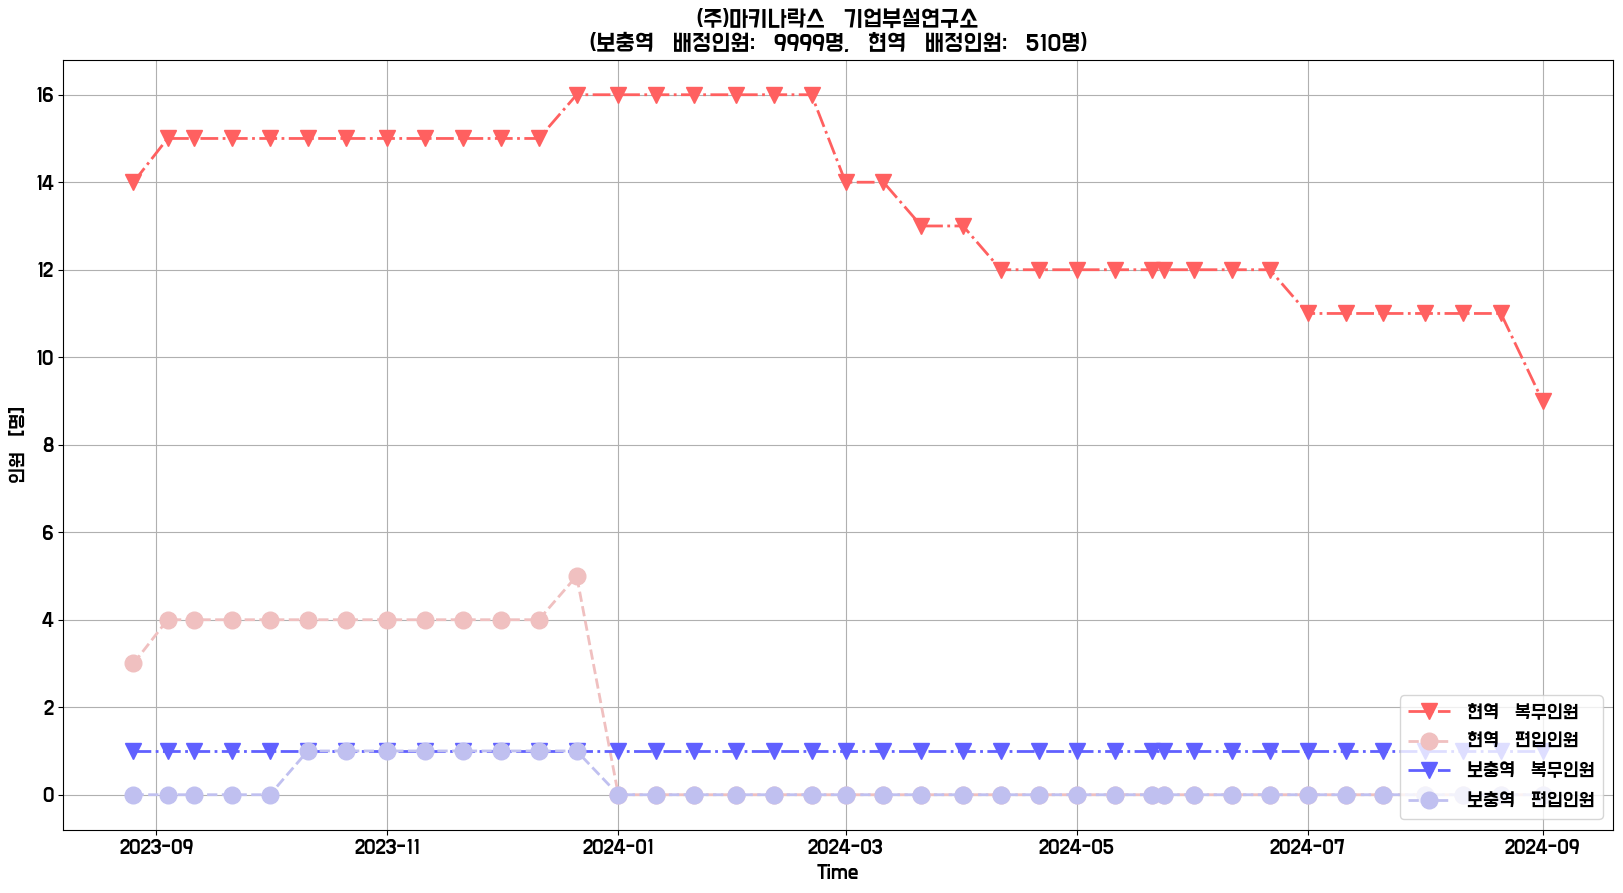 (주)마키나락스 기업부설연구소
(보충역 배정인원: 9999명, 현역 배정인원: 510명)
16
14
12
10
8
6
4
2
0
인원 [명]
현역 복무인원
현역 편입인원
보충역 복무인원
보충역 편입인원
2023-09 2023-11 2024-01 2024-03 2024-05 2024-07 2024-09
Time